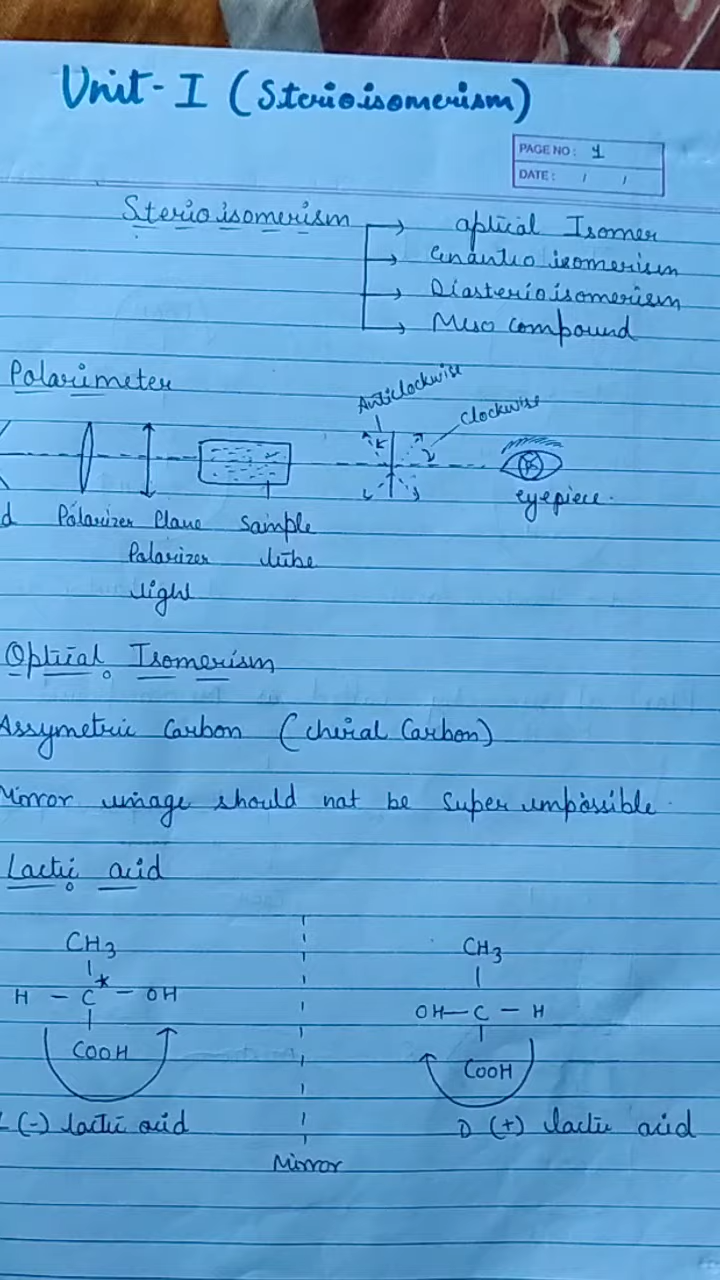 Unit-I (Sterioisomerism)
PAGE NO: 1
DATE: / /
Sterioisomerism → optical Isomer
→ Enantio isomerism
→ Diasterioisomerism
→ Meso compound
Polarimeter
Anticlockwise
clockwise
eyepiece.
d Polarizer Plane Sample
Polarizer tube
light
Optical Isomerism
Assymetric Carbon (chiral Carbon)
Mirror image should not be Super impossible.
Lactic acid
CH3 CH3
H - C* - OH OH - C - H
COOH COOH
L (-) lactic acid D (+) lactic acid
Mirror